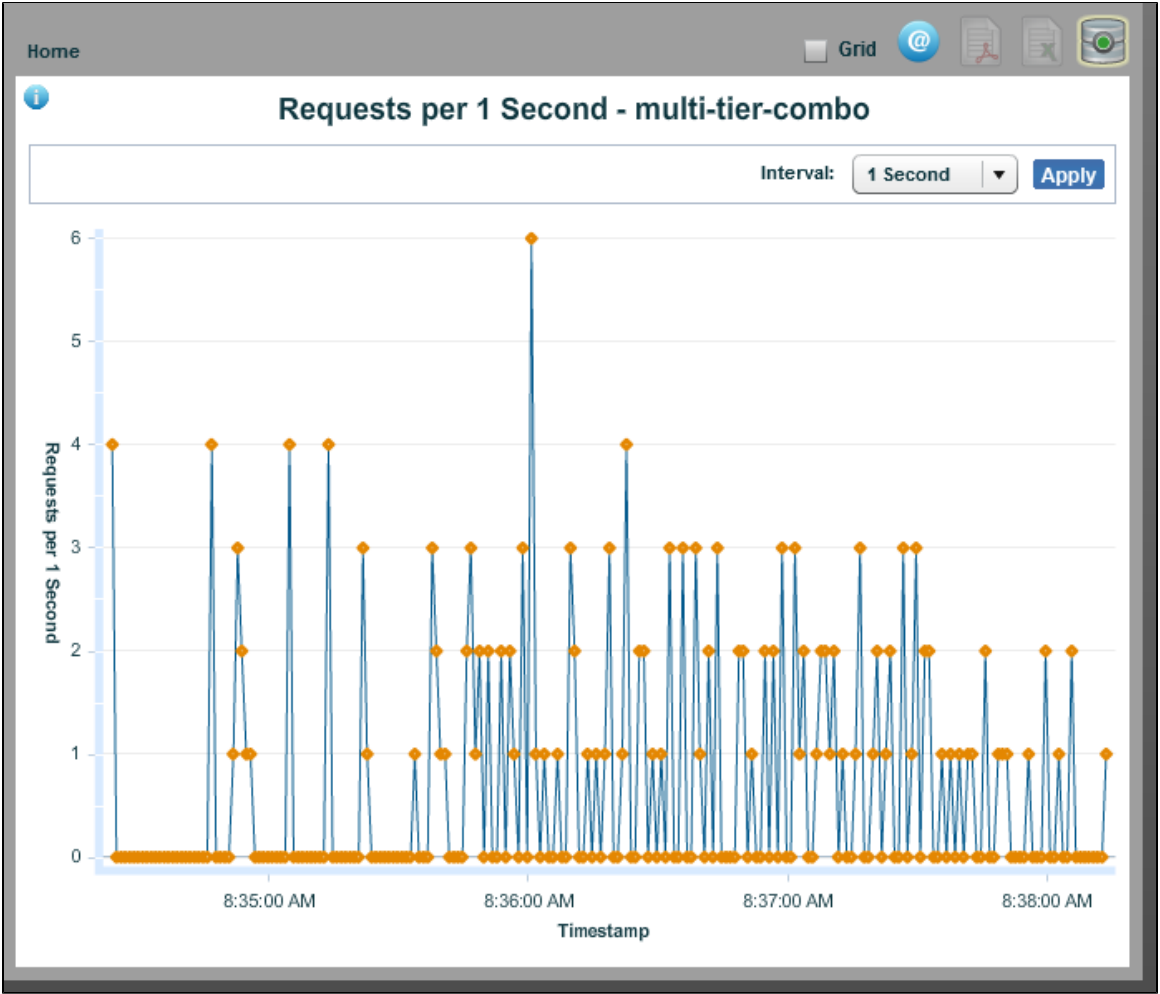 Home
Grid
@
i
Requests per 1 Second - multi-tier-combo
Interval:
1 Second
Apply
6
5
4
3
2
1
0
Requests per 1 Second
8:35:00 AM
8:36:00 AM
8:37:00 AM
8:38:00 AM
Timestamp